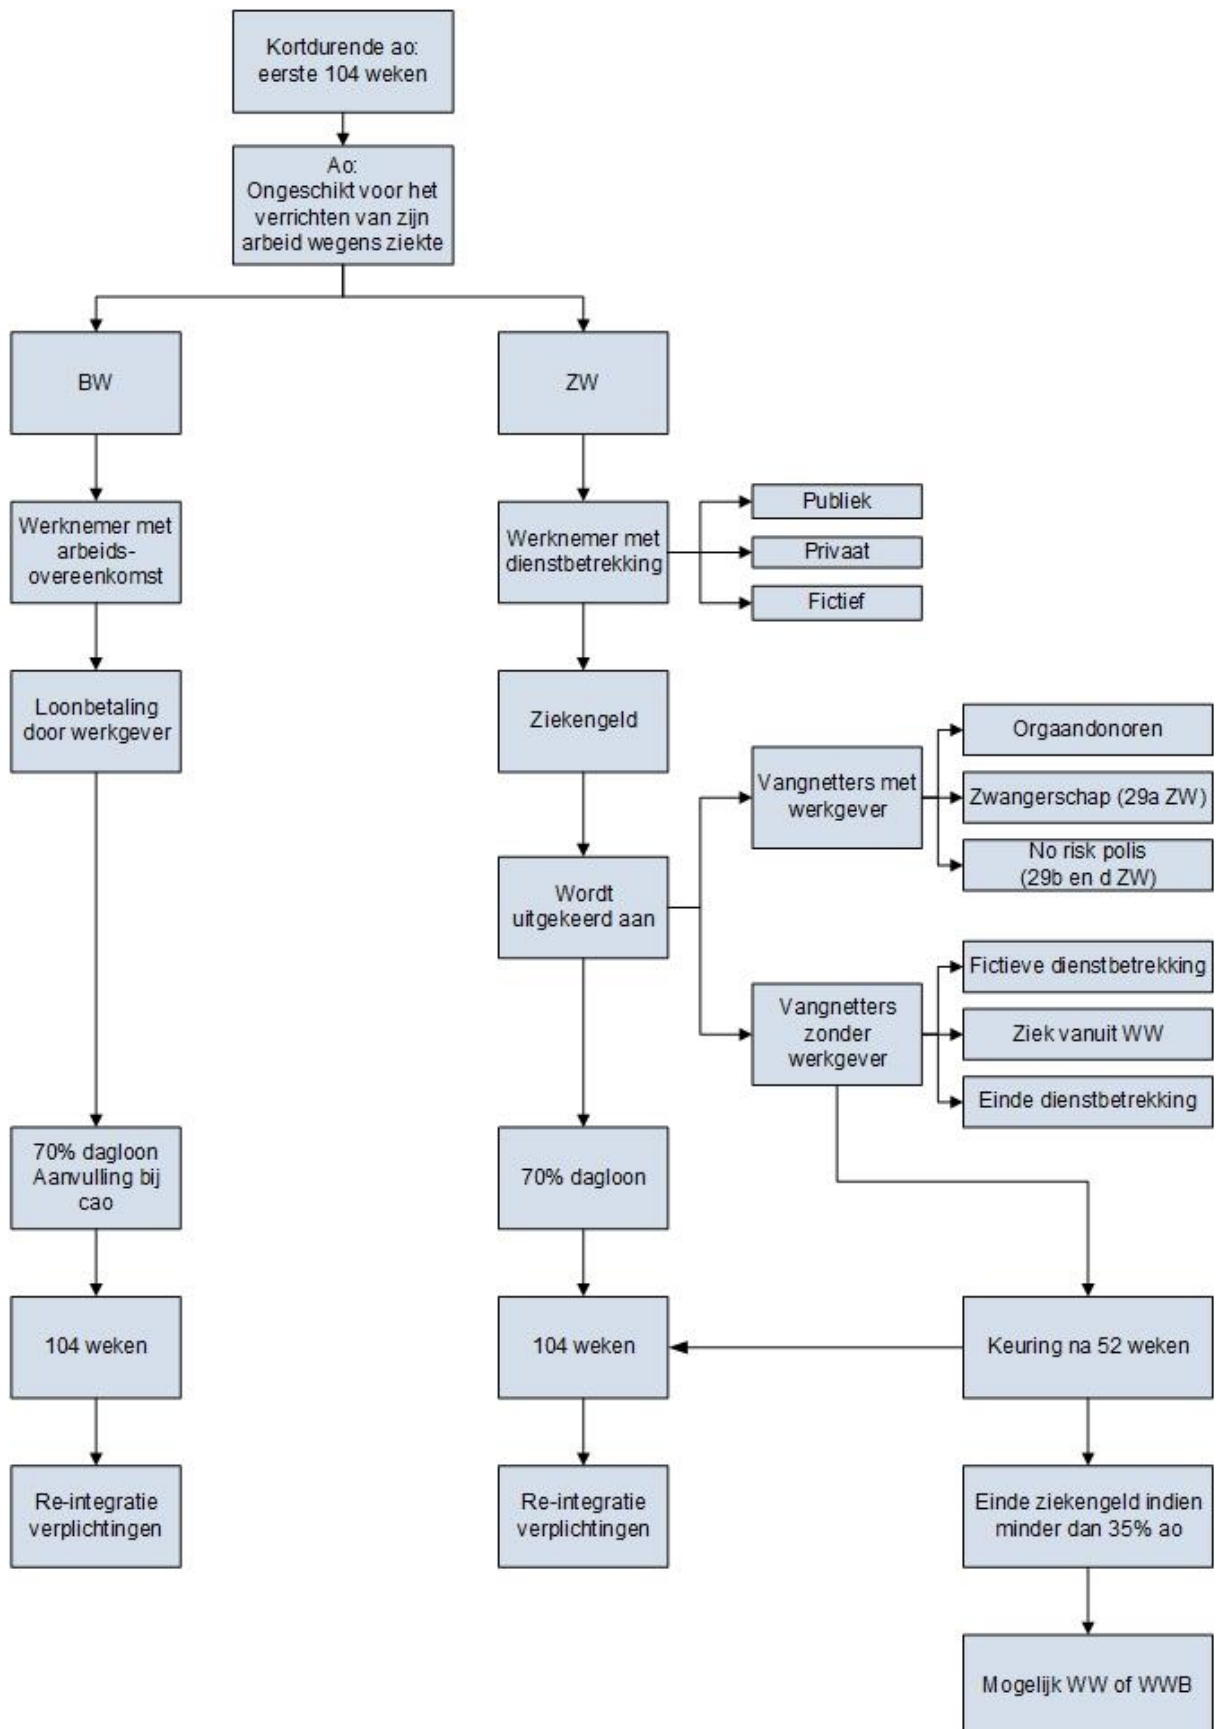 Kortdurende ao:
eerste 104 weken
Ao:
Ongeschikt voor het
verrichten van zijn
arbeid wegens ziekte
BW
ZW
Werknemer met
arbeids-
overeenkomst
Werknemer met
dienstbetrekking
Publiek
Privaat
Fictief
Loonbetaling
door werkgever
Ziekengeld
Vangnetters met
werkgever
Orgaandonoren
Zwangerschap (29a ZW)
No risk polis
(29b en d ZW)
Wordt
uitgekeerd aan
Vangnetters
zonder
werkgever
Fictieve dienstbetrekking
Ziek vanuit WW
Einde dienstbetrekking
70% dagloon
Aanvulling bij
cao
70% dagloon
104 weken
104 weken
Keuring na 52 weken
Re-integratie
verplichtingen
Re-integratie
verplichtingen
Einde ziekengeld indien
minder dan 35% ao
Mogelijk WW of WWB